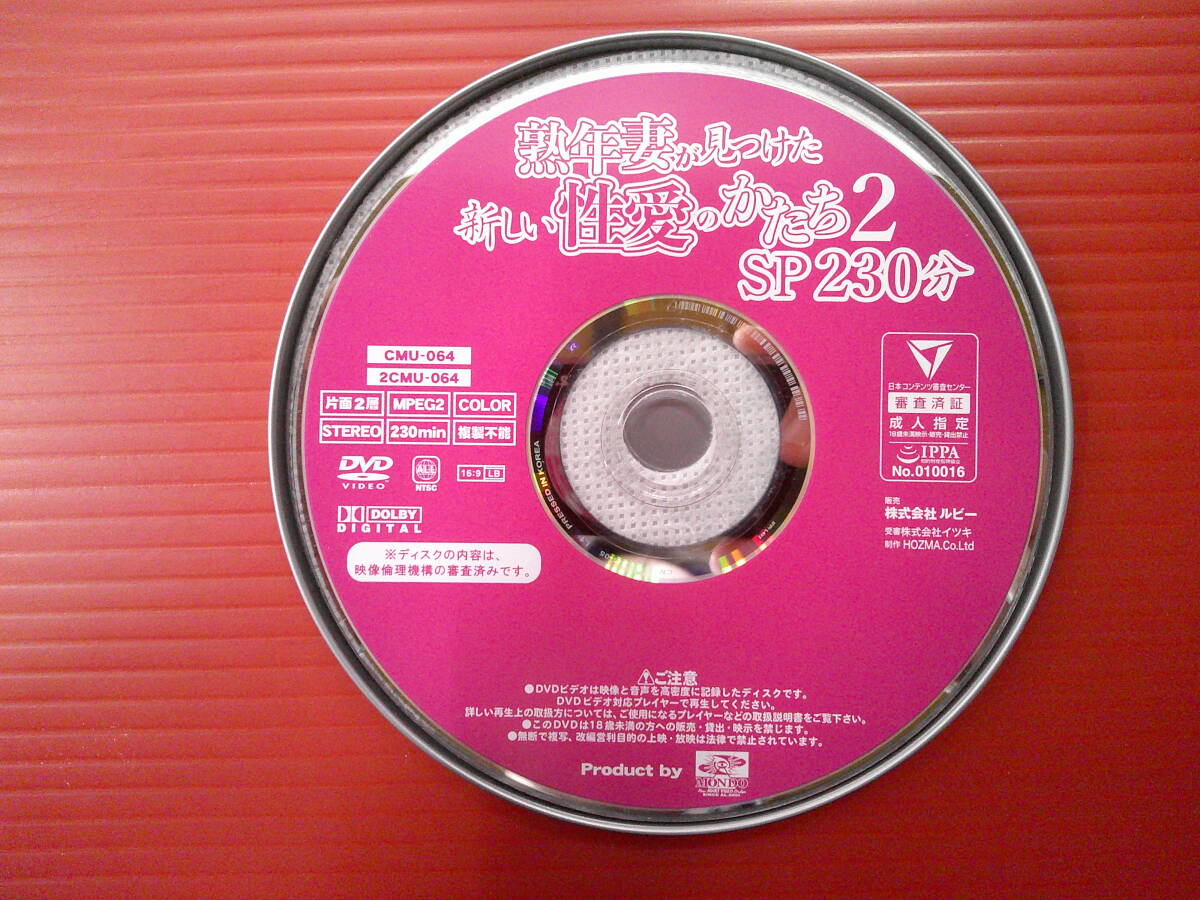 熟年妻が見つけた
新しい性愛のかたち2
SP 230分
CMU-064
2CMU-064
片面2層 MPEG2 COLOR
STEREO 230min 複製不能
DVD
VIDEO
ALL
NTSC
16:9 LB
DOLBY
DIGITAL
※ディスクの内容は、
映像倫理機構の審査済みです。
日本コンテンツ審査センター
審査済証
成人指定
18歳未満映示・販売・貸出禁止
IPPA
No.010016
販売
株式会社 ルビー
受審 株式会社イツキ
制作 HOZMA.Co.Ltd
PRESSED IN KOREA
ご注意
●DVDビデオは映像と音声を高密度に記録したディスクです。
DVDビデオ対応プレイヤーで再生してください。
詳しい再生上の取扱方については、ご使用になるプレイヤーなどの取扱説明書をご覧下さい。
●このDVDは18歳未満の方への販売・貸出・映示を禁じます。
●無断で複写、改編営利目的の上映・放映は法律で禁止されています。
Product by
MONDO